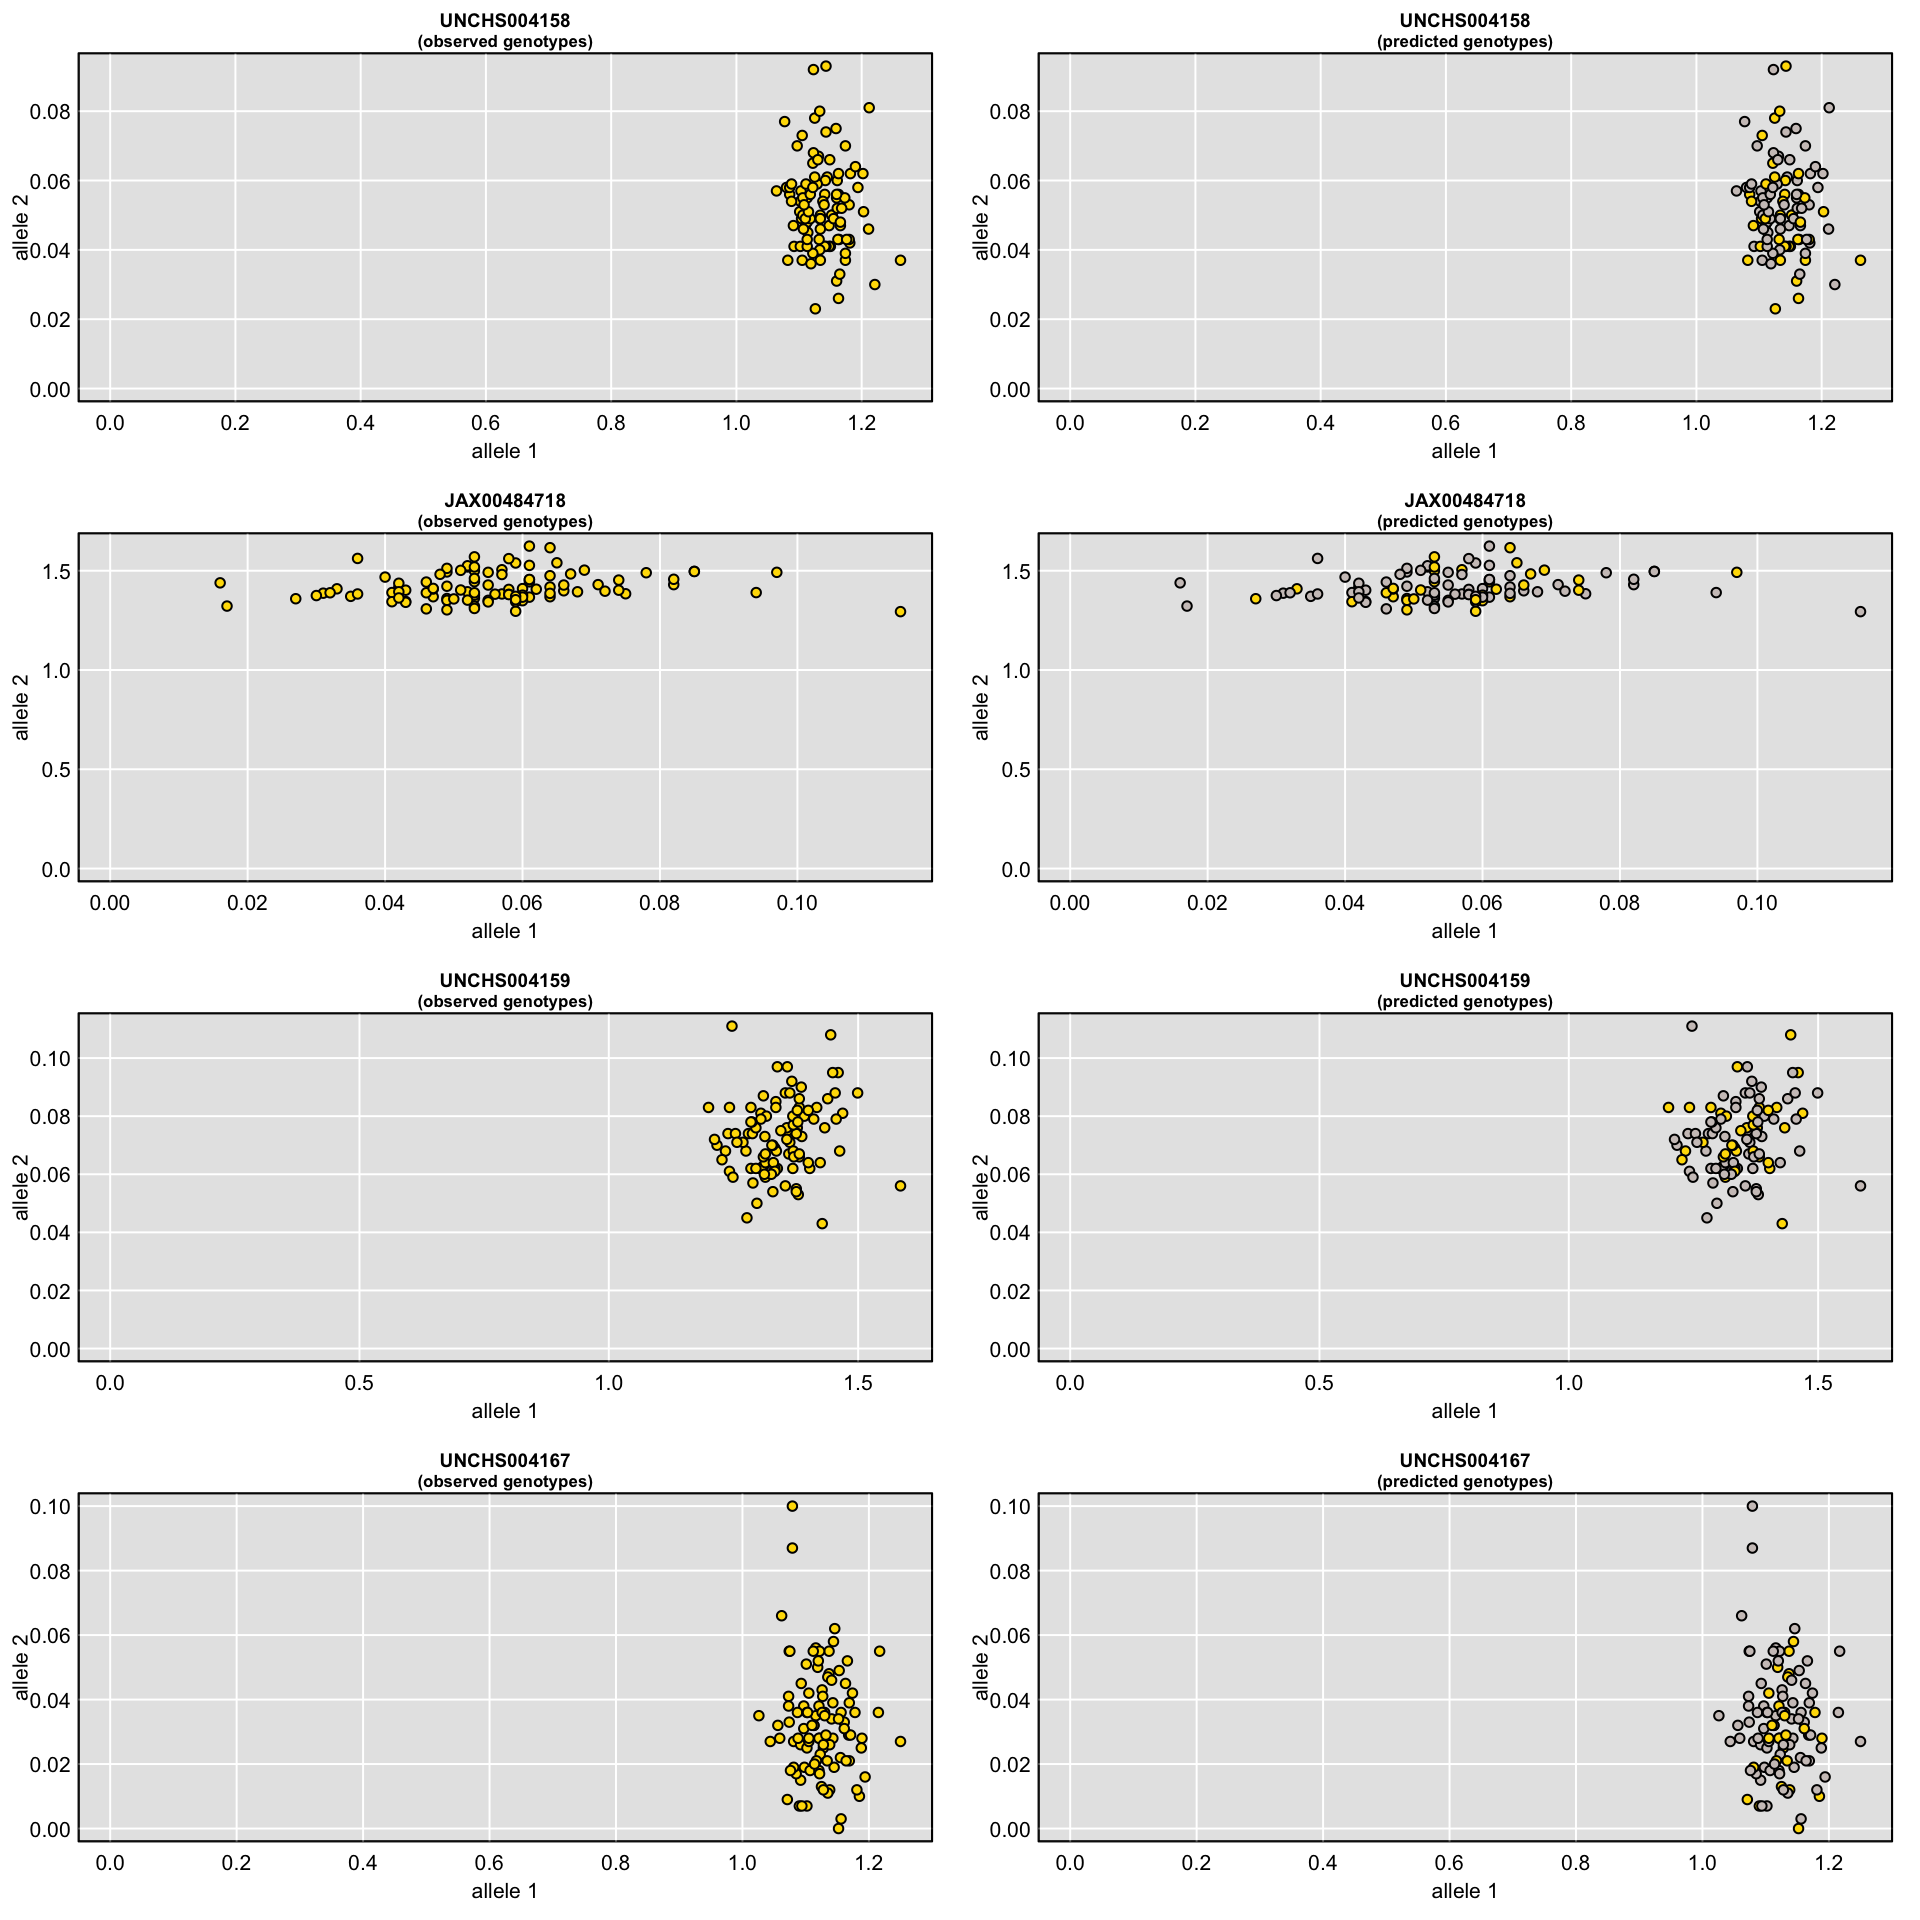 UNCHS004158
(observed genotypes)
allele 2
0.08
0.06
0.04
0.02
0.00
0.0 0.2 0.4 0.6 0.8 1.0 1.2
allele 1
UNCHS004158
(predicted genotypes)
allele 2
0.08
0.06
0.04
0.02
0.00
0.0 0.2 0.4 0.6 0.8 1.0 1.2
allele 1
JAX00484718
(observed genotypes)
allele 2
1.5
1.0
0.5
0.0
0.00 0.02 0.04 0.06 0.08 0.10
allele 1
JAX00484718
(predicted genotypes)
allele 2
1.5
1.0
0.5
0.0
0.00 0.02 0.04 0.06 0.08 0.10
allele 1
UNCHS004159
(observed genotypes)
allele 2
0.10
0.08
0.06
0.04
0.02
0.00
0.0 0.5 1.0 1.5
allele 1
UNCHS004159
(predicted genotypes)
allele 2
0.10
0.08
0.06
0.04
0.02
0.00
0.0 0.5 1.0 1.5
allele 1
UNCHS004167
(observed genotypes)
allele 2
0.10
0.08
0.06
0.04
0.02
0.00
0.0 0.2 0.4 0.6 0.8 1.0 1.2
allele 1
UNCHS004167
(predicted genotypes)
allele 2
0.10
0.08
0.06
0.04
0.02
0.00
0.0 0.2 0.4 0.6 0.8 1.0 1.2
allele 1